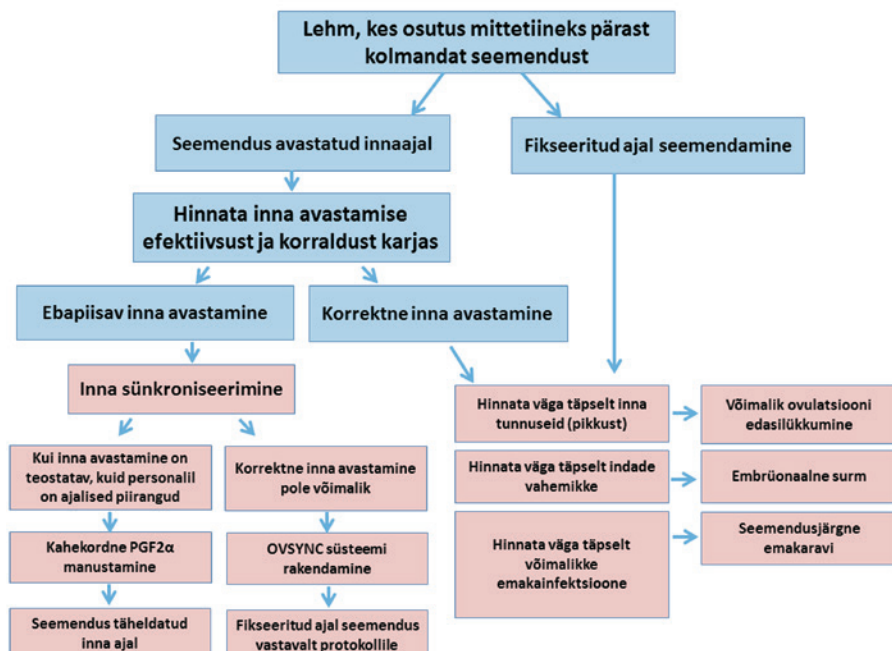 Lehm, kes osutus mittetiineks pärast
kolmandat seemendust
Seemendus avastatud innaajal
Fikseeritud ajal seemendamine
Hinnata inna avastamise
efektiivsust ja korraldust karjas
Ebapiisav inna avastamine
Korrektne inna avastamine
Inna sünkroniseerimine
Hinnata väga täpselt inna
tunnuseid (pikkust)
Võimalik ovulatsiooni
edasilükkumine
Kui inna avastamine on
teostatav, kuid personalil
on ajalised piirangud
Korrektne inna avastamine
pole võimalik
Hinnata väga täpselt indade
vahemikke
Embrüonaalne surm
Kahekordne PGF2α
manustamine
OVSYNC süsteemi
rakendamine
Hinnata väga täpselt
võimalikke
emakainfektsioone
Seemendusjärgne
emakaravi
Seemendus täheldatud
inna ajal
Fikseeritud ajal seemendus
vastavalt protokollile